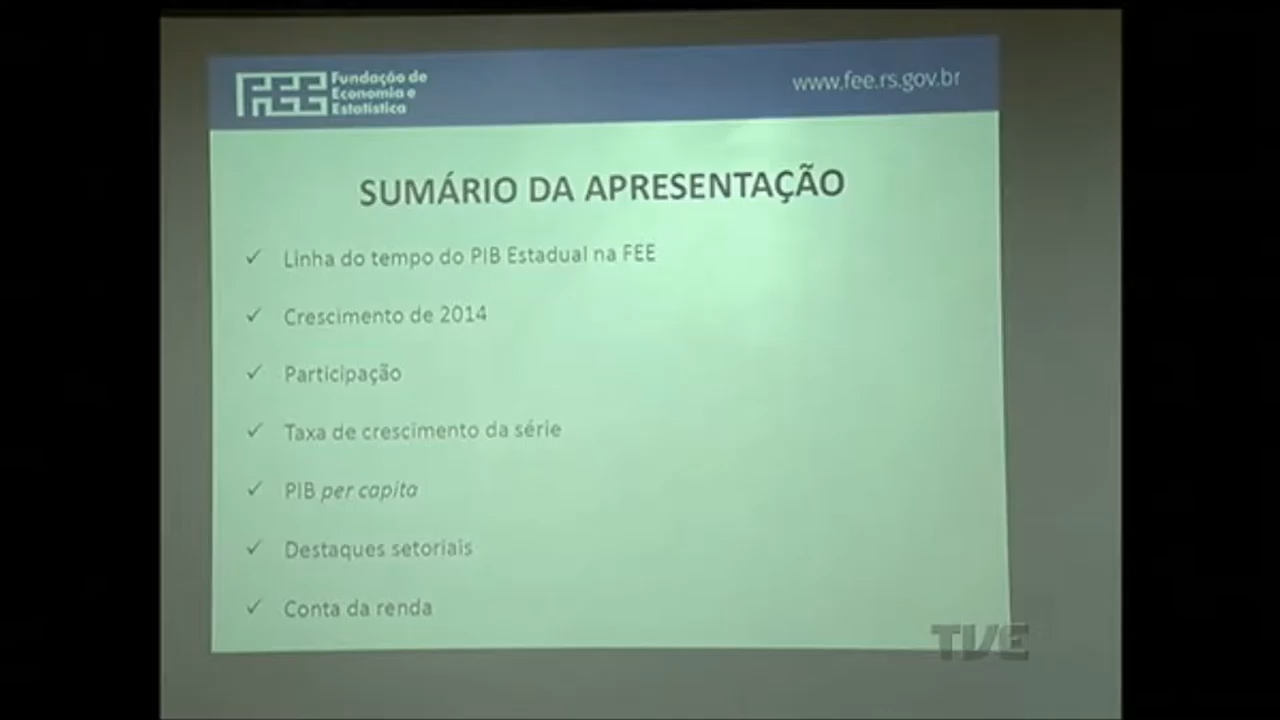 FEE
Fundação de
Economia e
Estatística
www.fee.rs.gov.br
SUMÁRIO DA APRESENTAÇÃO
✓ Linha do tempo do PIB Estadual na FEE
✓ Crescimento de 2014
✓ Participação
✓ Taxa de crescimento da série
✓ PIB per capita
✓ Destaques setoriais
✓ Conta da renda
TVE